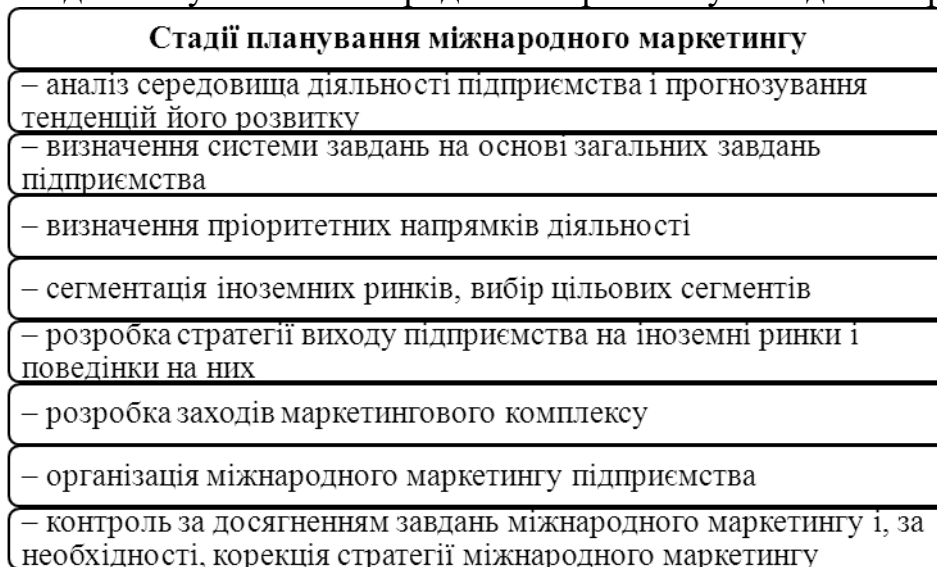 Стадії планування міжнародного маркетингу
– аналіз середовища діяльності підприємства і прогнозування
тенденцій його розвитку
– визначення системи завдань на основі загальних завдань
підприємства
– визначення пріоритетних напрямків діяльності
– сегментація іноземних ринків, вибір цільових сегментів
– розробка стратегії виходу підприємства на іноземні ринки і
поведінки на них
– розробка заходів маркетингового комплексу
– організація міжнародного маркетингу підприємства
– контроль за досягненням завдань міжнародного маркетингу і, за
необхідності, корекція стратегії міжнародного маркетингу